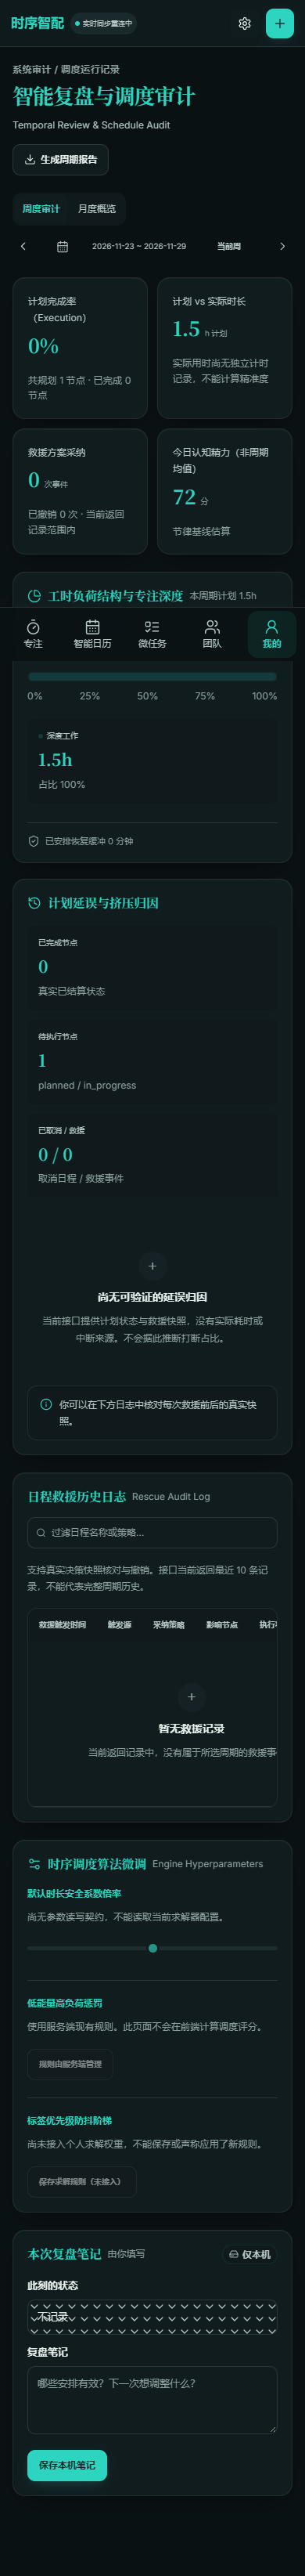 时序智配
实时同步重连中
系统审计 / 调度运行记录
智能复盘与调度审计
Temporal Review & Schedule Audit
生成周期报告
周度审计
月度概览
2026-11-23 ~ 2026-11-29
当前周
计划完成率
（Execution）
0%
共规划 1 节点 · 已完成 0
节点
计划 vs 实际时长
1.5 h 计划
实际用时尚无独立计时
记录，不能计算精准度
救援方案采纳
0 次事件
已撤销 0 次 · 当前返回
记录范围内
今日认知精力（非周期
均值）
72 分
节律基线估算
工时负荷结构与专注深度 本周期计划 1.5h
专注
智能日历
微任务
团队
我的
0% 25% 50% 75% 100%
深度工作
1.5h
占比 100%
已安排恢复缓冲 0 分钟
计划延误与挤压归因
已完成节点
0
真实已结算状态
待执行节点
1
planned / in_progress
已取消 / 救援
0 / 0
取消日程 / 救援事件
尚无可验证的延误归因
当前接口提供计划状态与救援快照，没有实际耗时或
中断来源。不会据此推断打断占比。
你可以在下方日志中核对每次救援前后的真实快
照。
日程救援历史日志 Rescue Audit Log
过滤日程名称或策略...
支持真实决策快照核对与撤销。接口当前返回最近 10 条记
录，不能代表完整周期历史。
救援触发时间 触发源 采纳策略 影响节点
暂无救援记录
当前返回记录中，没有属于所选周期的救援事
时序调度算法微调 Engine Hyperparameters
默认时长安全系数倍率
尚无参数读写契约，不能读取当前求解器配置。
低能量高负荷惩罚
使用服务端现有规则。此页面不会在前端计算调度评分。
规则由服务端管理
标签优先级防抖阶梯
尚未接入个人求解权重，不能保存或声称应用了新规则。
保存求解规则（未接入）
本次复盘笔记 由你填写
仅本机
此刻的状态
不记录
复盘笔记
哪些安排有效？下一次想调整什么？
保存本机笔记